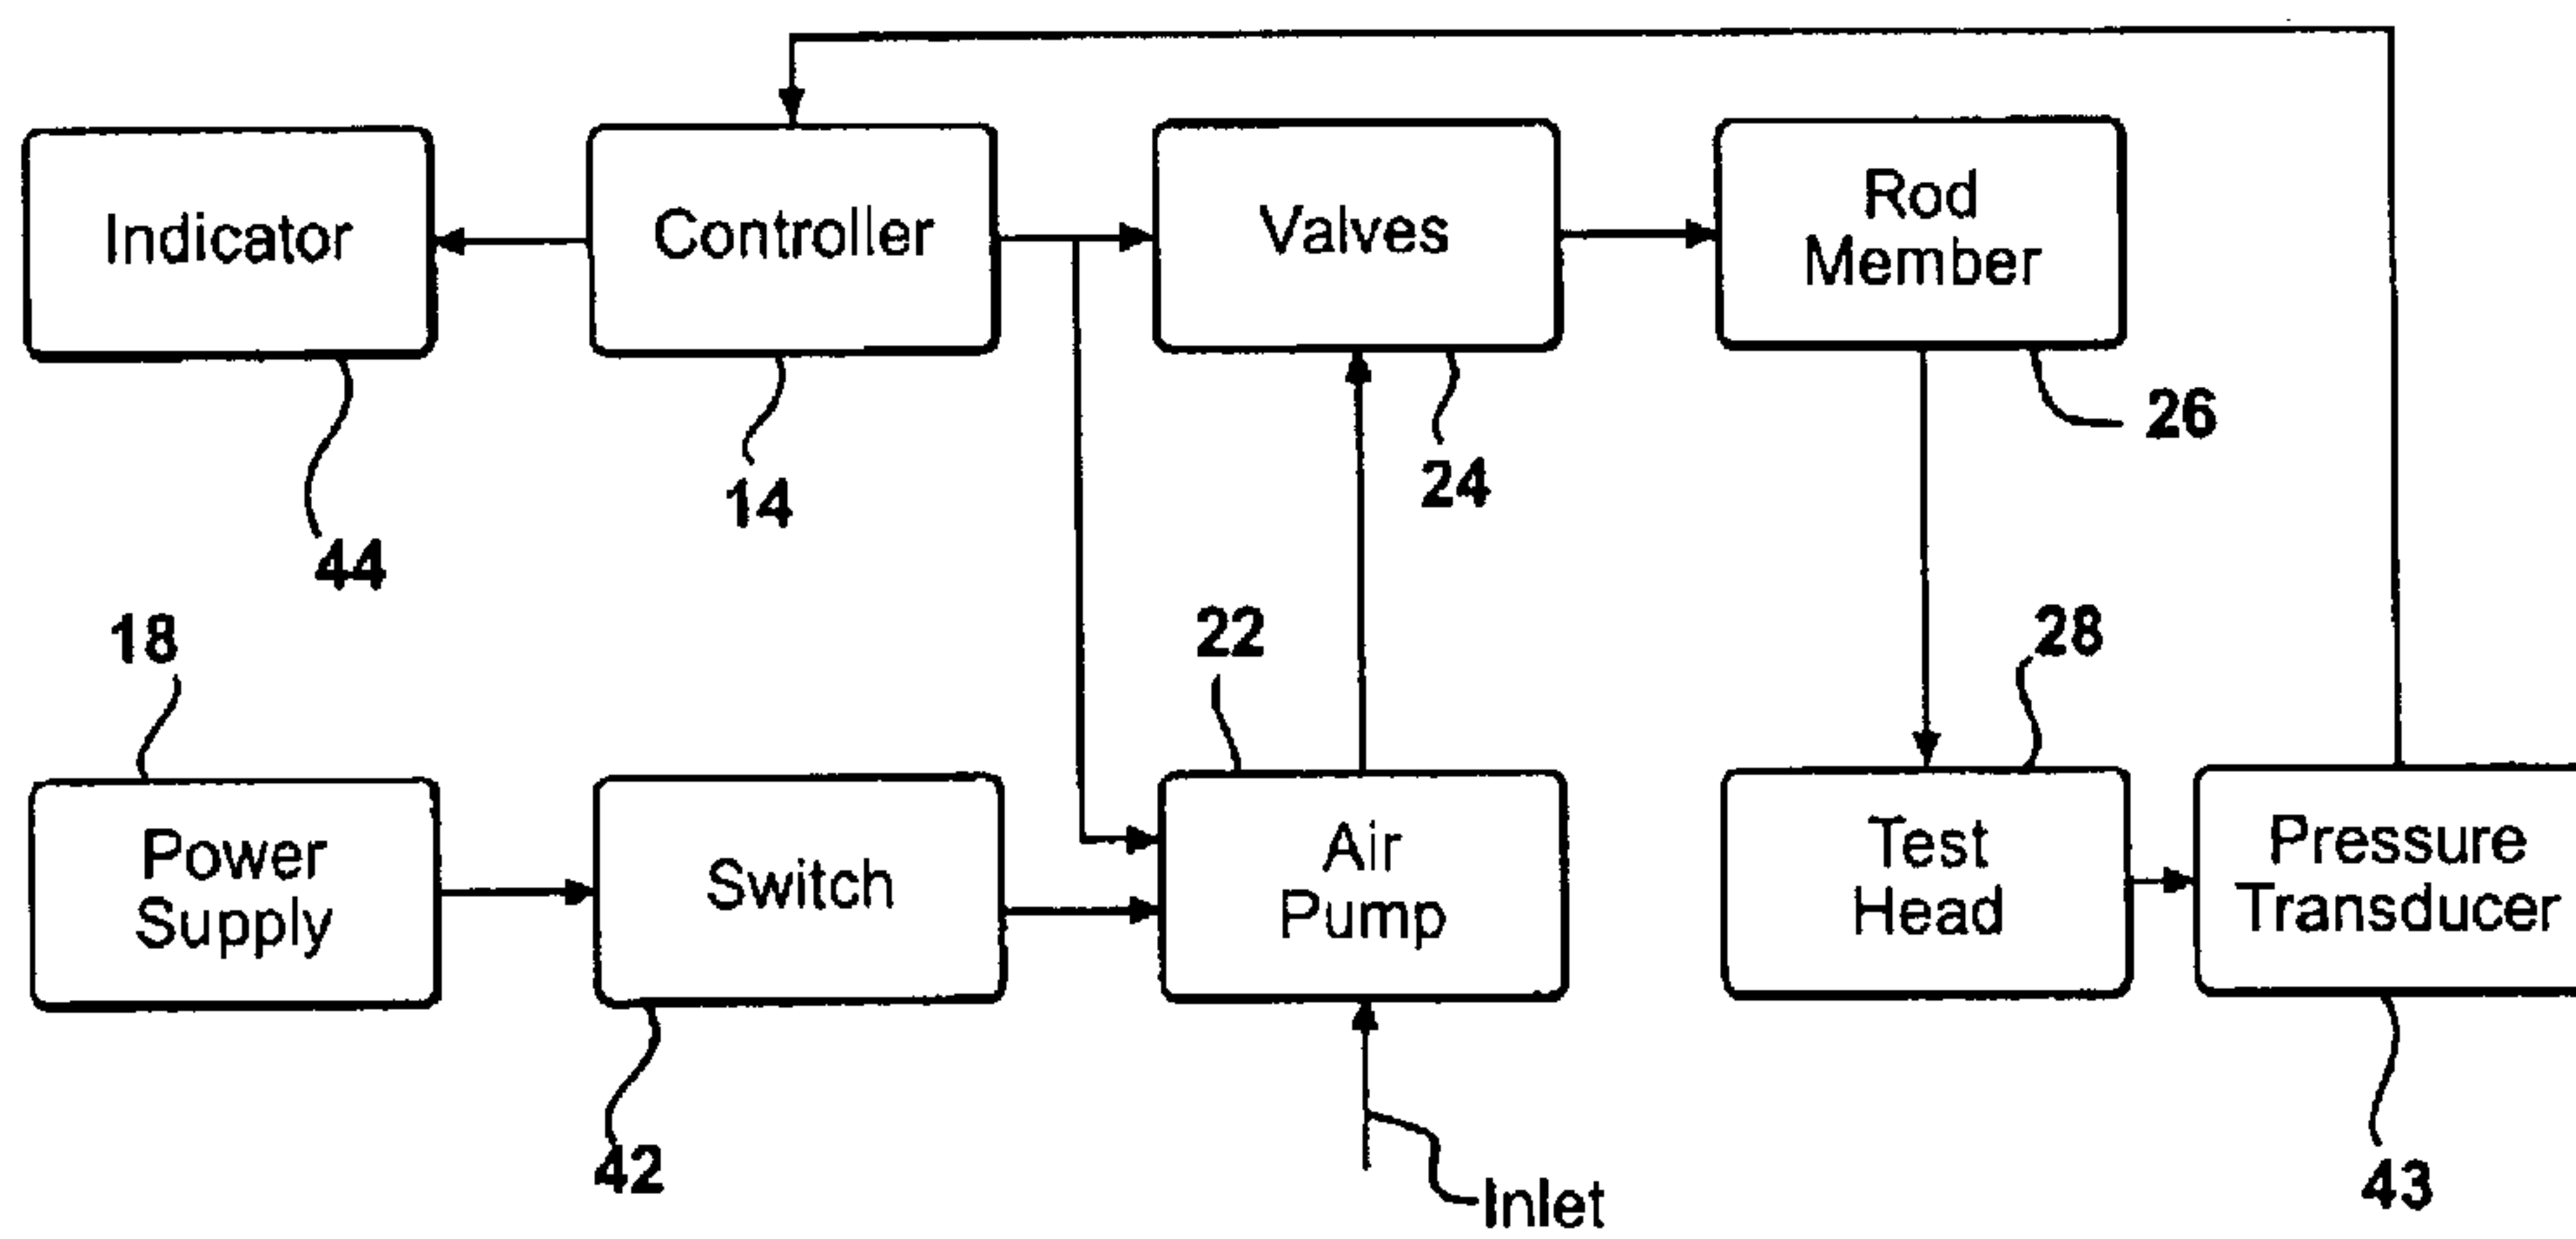 Indicator
Controller
Valves
Rod
Member
26
24
14
44
18
22
28
Power
Supply
Switch
Air
Pump
Test
Head
Pressure
Transducer
42
Inlet
43